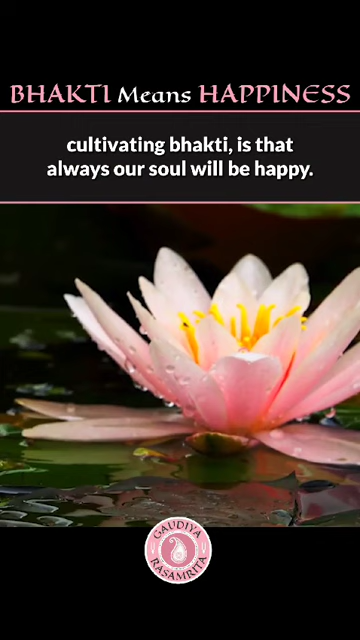 BHAKTI Means HAPPINESS
cultivating bhakti, is that
always our soul will be happy.
GAUDIYA
RASAMRITA